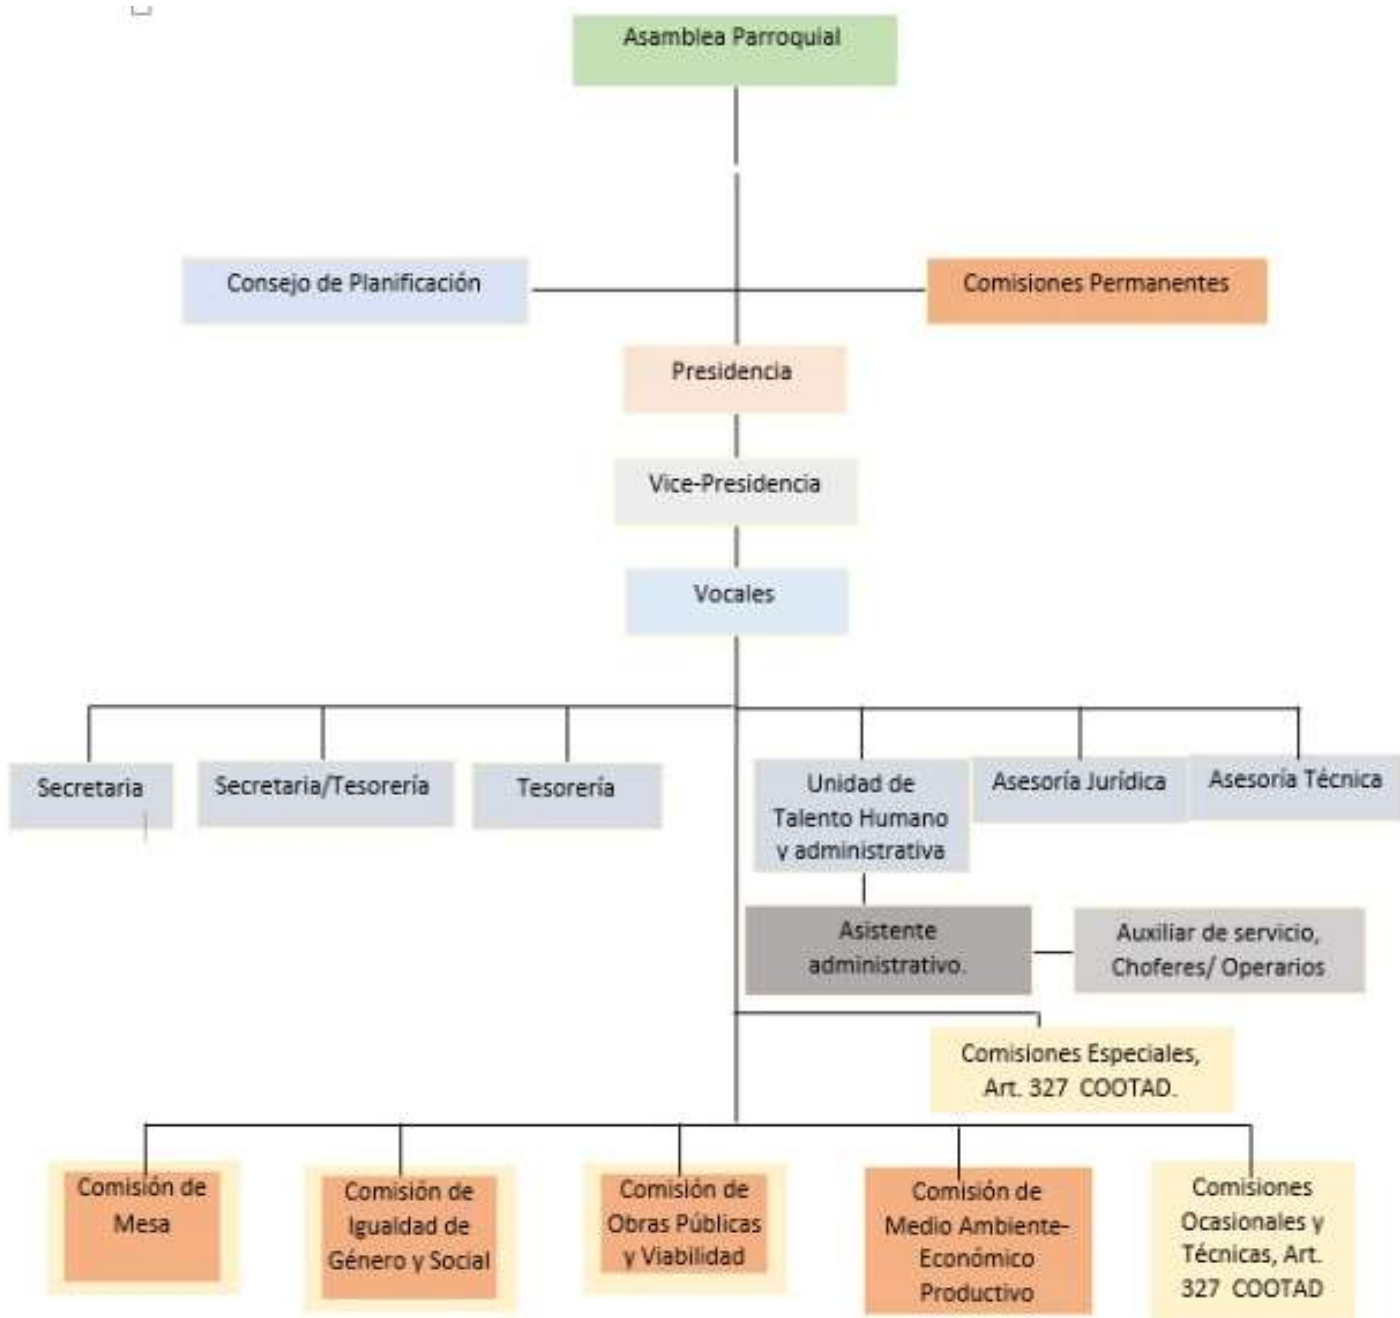 Asamblea Parroquial
Consejo de Planificación
Comisiones Permanentes
Presidencia
Vice-Presidencia
Vocales
Secretaria
Secretaria/Tesorería
Tesorería
Unidad de
Talento Humano
y administrativa
Asesoría Jurídica
Asesoría Técnica
Asistente
administrativo.
Auxiliar de servicio,
Choferes/ Operarios
Comisiones Especiales,
Art. 327 COOTAD.
Comisión de
Mesa
Comisión de
Igualdad de
Género y Social
Comisión de
Obras Públicas
y Viabilidad
Comisión de
Medio Ambiente-
Económico
Productivo
Comisiones
Ocasionales y
Técnicas, Art.
327 COOTAD